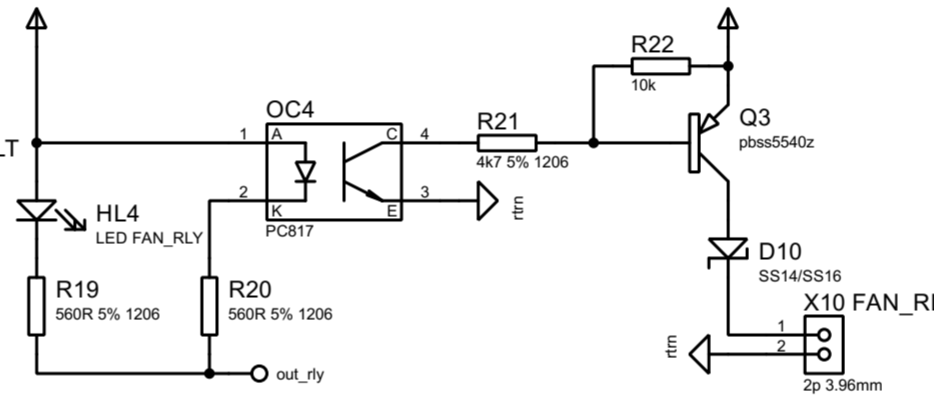 R22
10k
OC4
Q3
pbss5540z
1
A
C
4
R21
4k7 5% 1206
LT
2
K
E
3
rtrn
PC817
HL4
LED FAN_RLY
D10
SS14/SS16
R19
560R 5% 1206
R20
560R 5% 1206
X10 FAN_R
1
2
rtrn
out_rly
2p 3.96mm